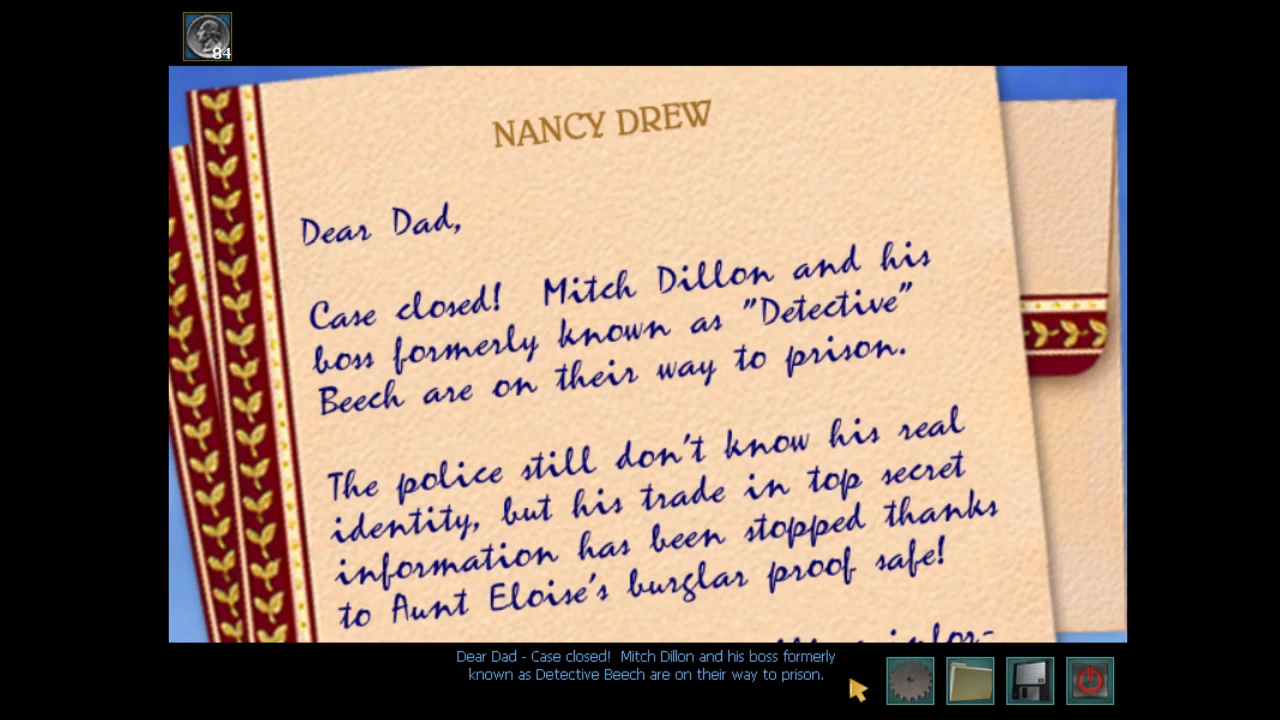 84
NANCY DREW
Dear Dad,
Case closed!  Mitch Dillon and his
boss formerly known as "Detective"
Beech are on their way to prison.
The police still don't know his real
identity, but his trade in top secret
information has been stopped thanks
to Aunt Eloise's burglar proof safe!
Dear Dad - Case closed!  Mitch Dillon and his boss formerly
known as Detective Beech are on their way to prison.